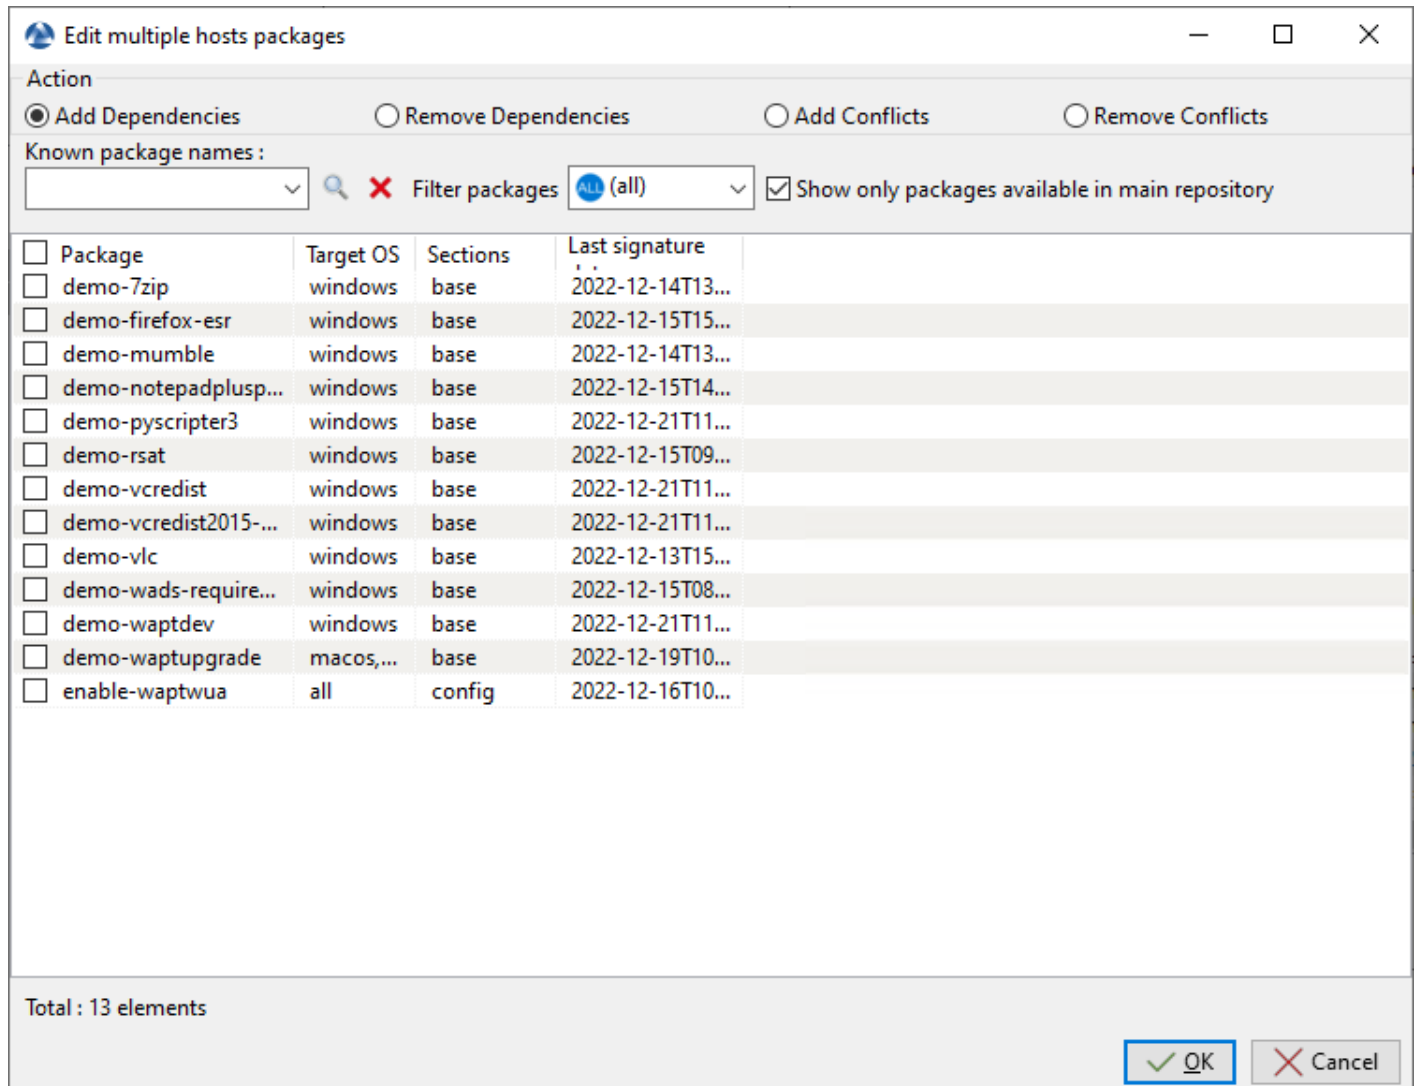 Edit multiple hosts packages
Action
Add Dependencies Remove Dependencies Add Conflicts Remove Conflicts
Known package names :
Filter packages ALL (all) Show only packages available in main repository
Package Target OS Sections Last signature
demo-7zip windows base 2022-12-14T13...
demo-firefox-esr windows base 2022-12-15T15...
demo-mumble windows base 2022-12-14T13...
demo-notepadplusp... windows base 2022-12-15T14...
demo-pyscripter3 windows base 2022-12-21T11...
demo-rsat windows base 2022-12-15T09...
demo-vcredist windows base 2022-12-21T11...
demo-vcredist2015-... windows base 2022-12-21T11...
demo-vlc windows base 2022-12-13T15...
demo-wads-require... windows base 2022-12-15T08...
demo-waptdev windows base 2022-12-21T11...
demo-waptupgrade macos,... base 2022-12-19T10...
enable-waptwua all config 2022-12-16T10...
Total : 13 elements
OK Cancel